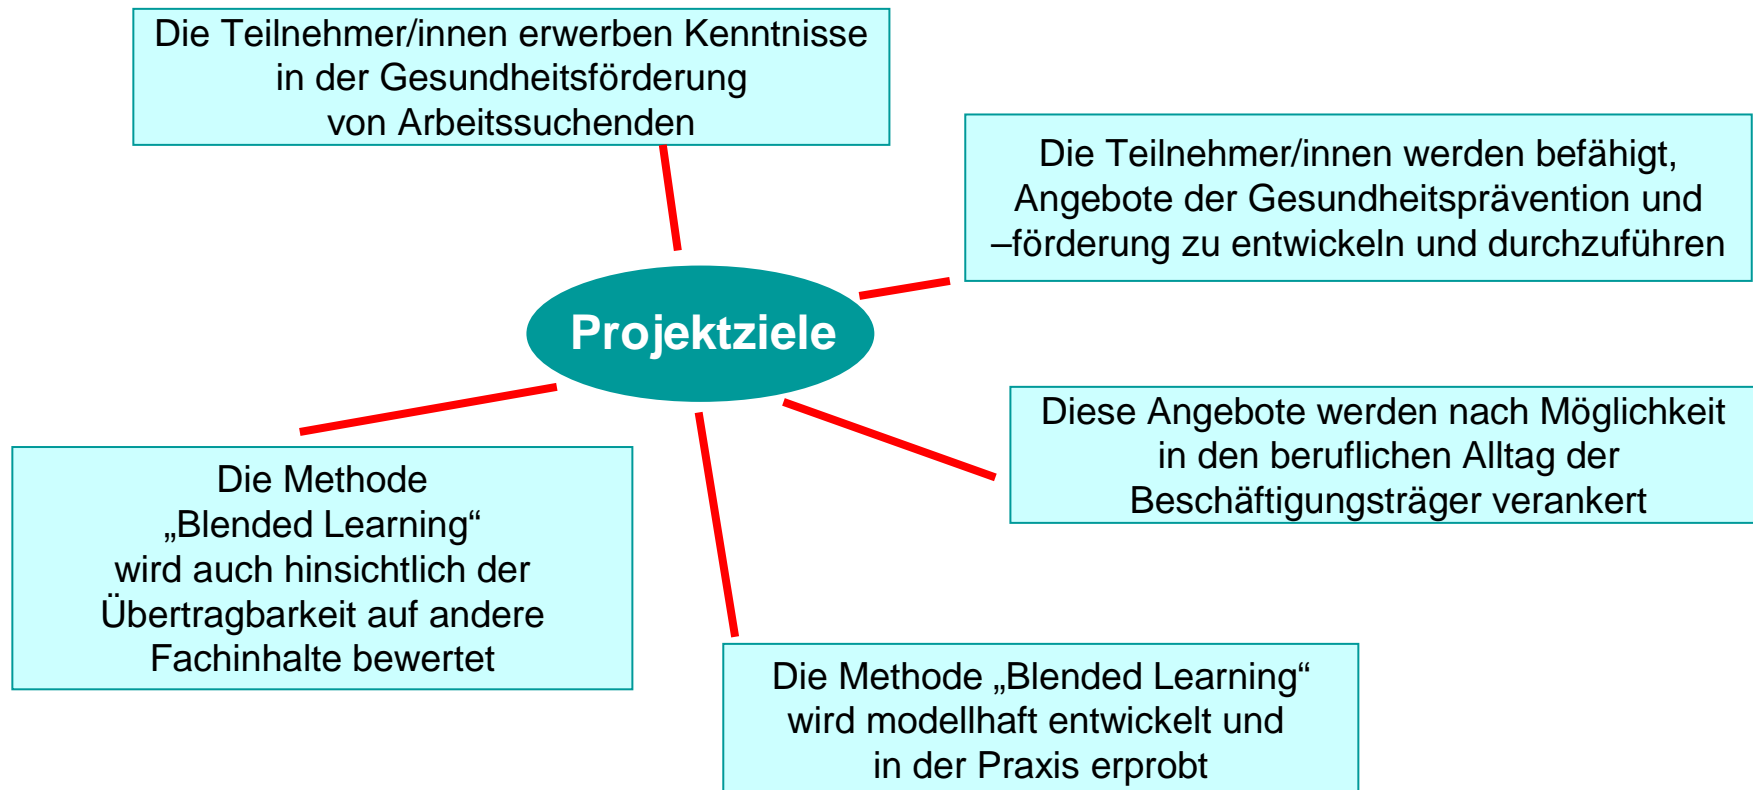 Die Teilnehmer/innen erwerben Kenntnisse
in der Gesundheitsförderung
von Arbeitssuchenden
Die Teilnehmer/innen werden befähigt,
Angebote der Gesundheitsprävention und
–förderung zu entwickeln und durchzuführen
Projektziele
Diese Angebote werden nach Möglichkeit
in den beruflichen Alltag der
Beschäftigungsträger verankert
Die Methode
„Blended Learning“
wird auch hinsichtlich der
Übertragbarkeit auf andere
Fachinhalte bewertet
Die Methode „Blended Learning“
wird modellhaft entwickelt und
in der Praxis erprobt